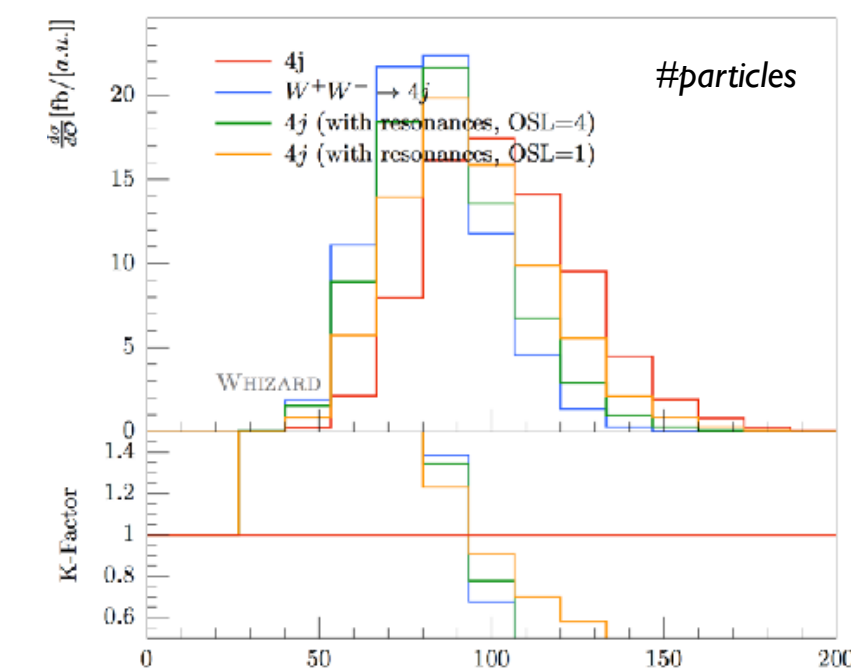 dσ/dO [fb/[a.u.]]
#particles
4j
W⁺W⁻ → 4j
4j (with resonances, OSL=4)
4j (with resonances, OSL=1)
20
15
10
5
0
WHIZARD
K-Factor
1.4
1.2
1
0.8
0.6
0 50 100 150 200